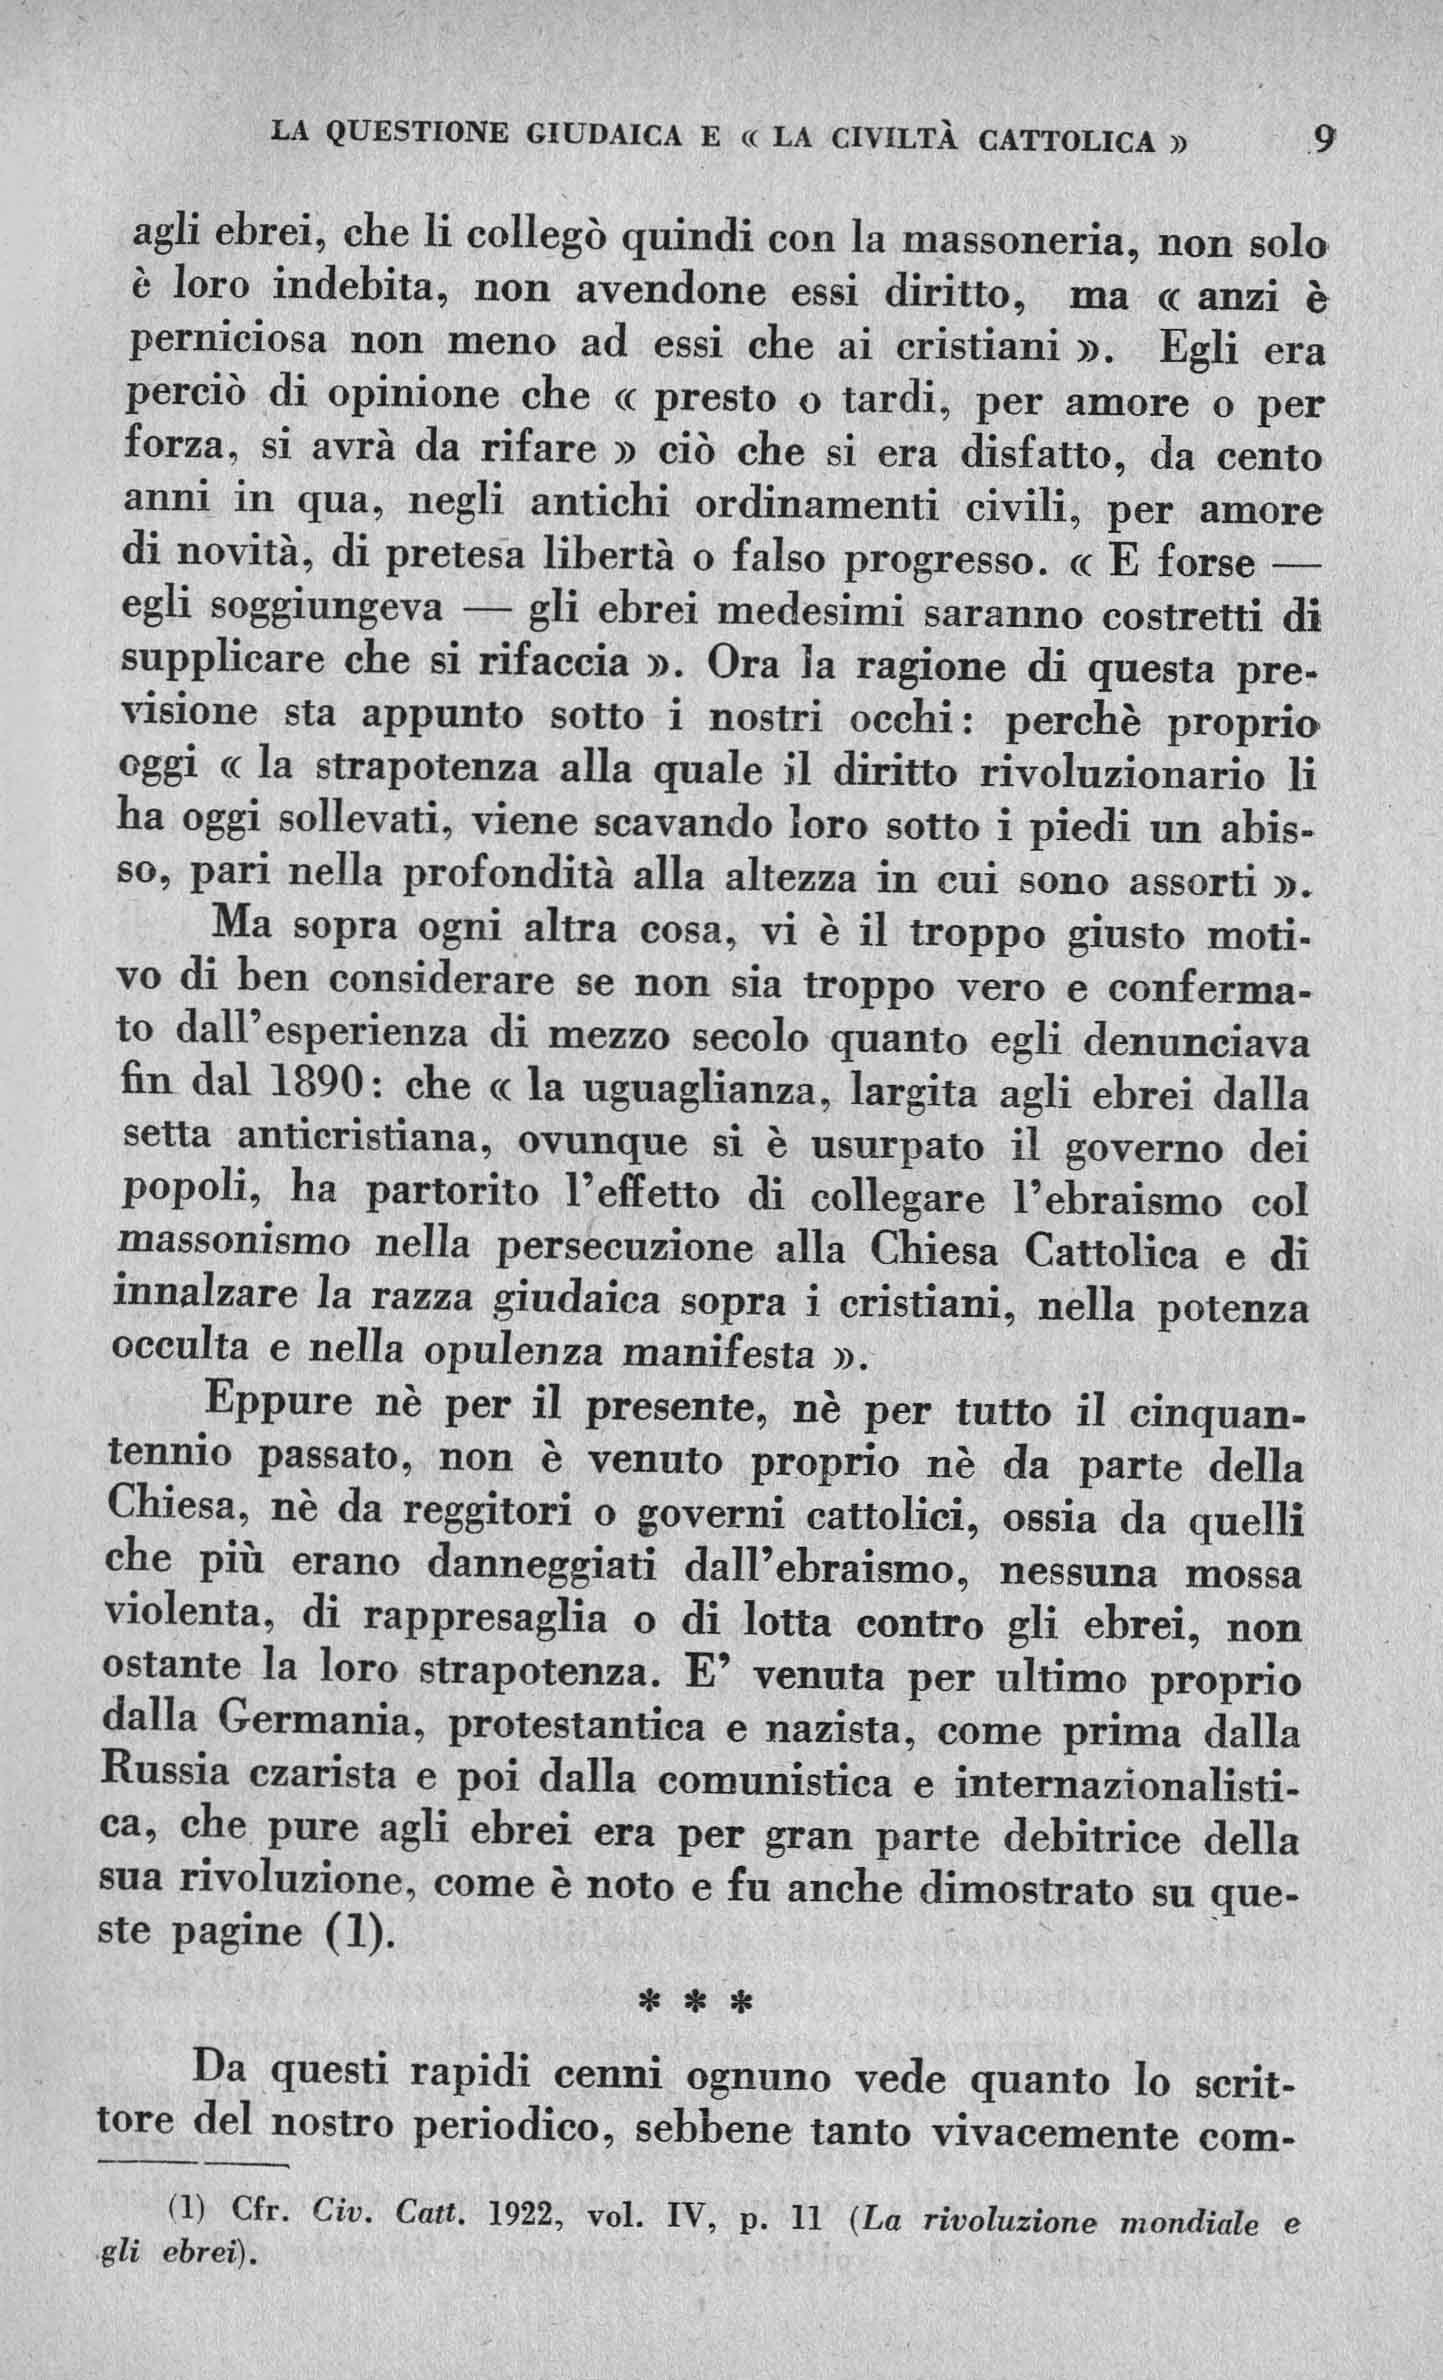 LA QUESTIONE GIUDAICA E « LA CIVILTÀ CATTOLICA » 9
agli ebrei, che li collegò quindi con la massoneria, non solo
è loro indebita, non avendone essi diritto, ma « anzi è
perniciosa non meno ad essi che ai cristiani ». Egli era
perciò di opinione che « presto o tardi, per amore o per
forza, si avrà da rifare » ciò che si era disfatto, da cento
anni in qua, negli antichi ordinamenti civili, per amore
di novità, di pretesa libertà o falso progresso. « E forse —
egli soggiungeva — gli ebrei medesimi saranno costretti di
supplicare che si rifaccia ». Ora la ragione di questa pre-
visione sta appunto sotto i nostri occhi: perchè proprio
oggi « la strapotenza alla quale il diritto rivoluzionario li
ha oggi sollevati, viene scavando loro sotto i piedi un abis-
so, pari nella profondità alla altezza in cui sono assorti ».
Ma sopra ogni altra cosa, vi è il troppo giusto moti-
vo di ben considerare se non sia troppo vero e conferma-
to dall'esperienza di mezzo secolo quanto egli denunciava
fin dal 1890: che « la uguaglianza, largita agli ebrei dalla
setta anticristiana, ovunque si è usurpato il governo dei
popoli, ha partorito l'effetto di collegare l'ebraismo col
massonismo nella persecuzione alla Chiesa Cattolica e di
innalzare la razza giudaica sopra i cristiani, nella potenza
occulta e nella opulenza manifesta ».
Eppure nè per il presente, nè per tutto il cinquan-
tennio passato, non è venuto proprio nè da parte della
Chiesa, nè da reggitori o governi cattolici, ossia da quelli
che più erano danneggiati dall'ebraismo, nessuna mossa
violenta, di rappresaglia o di lotta contro gli ebrei, non
ostante la loro strapotenza. E' venuta per ultimo proprio
dalla Germania, protestantica e nazista, come prima dalla
Russia czarista e poi dalla comunistica e internazionalisti-
ca, che pure agli ebrei era per gran parte debitrice della
sua rivoluzione, come è noto e fu anche dimostrato su que-
ste pagine (1).
* * *
Da questi rapidi cenni ognuno vede quanto lo scrit-
tore del nostro periodico, sebbene tanto vivacemente com-
(1) Cfr. Civ. Catt. 1922, vol. IV, p. 11 (La rivoluzione mondiale e
gli ebrei).